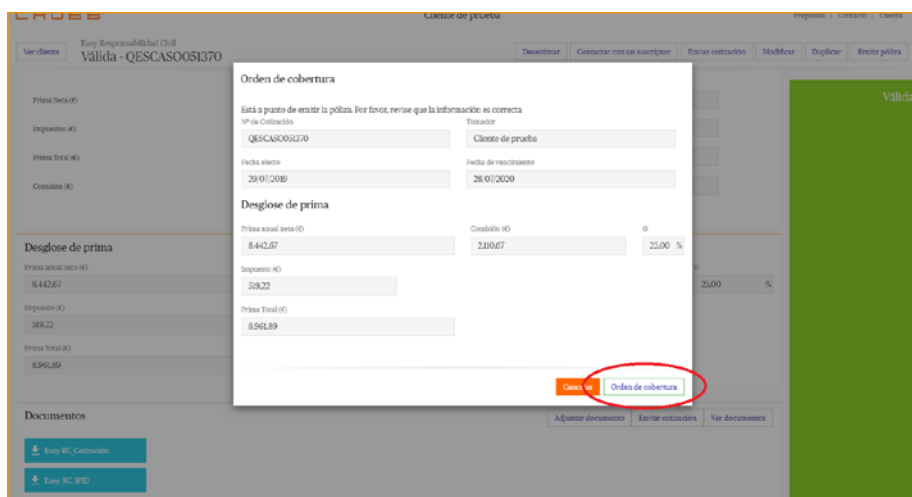 CHUBB
Cliente de prueba
Preguntas | Contacto | Cuenta
Ver cliente
Easy Responsabilidad Civil
Válida - QESCASO051370
Desestimar
Contactar con un suscriptor
Enviar cotización
Modificar
Duplicar
Emitir póliza
Orden de cobertura
Está a punto de emitir la póliza. Por favor, revise que la información es correcta
Nº de Cotización
Tomador
QESCASO051370
Cliente de prueba
Fecha efecto
Fecha de vencimiento
29/07/2019
28/07/2020
Desglose de prima
Prima anual neta (€)
Comisión (€)
O
8.442,67
2.110,67
25,00 %
Impuesto (€)
519,22
Prima Total (€)
8.961,89
Cancelar
Orden de cobertura
Prima Neta (€)
Impuestos (€)
Prima Total (€)
Comisión (€)
Válida
Desglose de prima
Prima anual neta (€)
8.442,67
25,00 %
Impuesto (€)
519,22
Prima Total (€)
8.961,89
Documentos
Adjuntar documento
Enviar cotización
Ver documentos
Easy RC_Cotización
Easy_RC_IPID